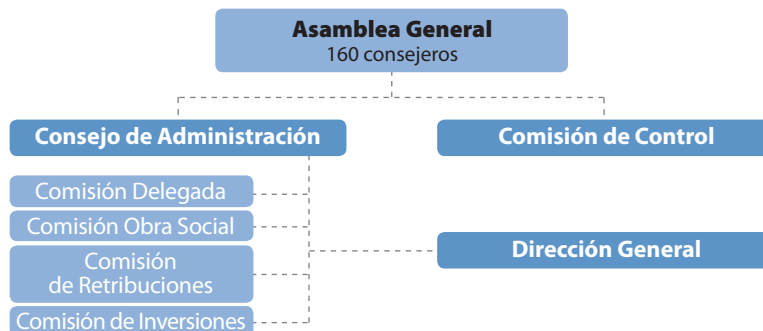 Asamblea General
160 consejeros
Consejo de Administración
Comisión de Control
Comisión Delegada
Comisión Obra Social
Dirección General
Comisión
de Retribuciones
Comisión de Inversiones